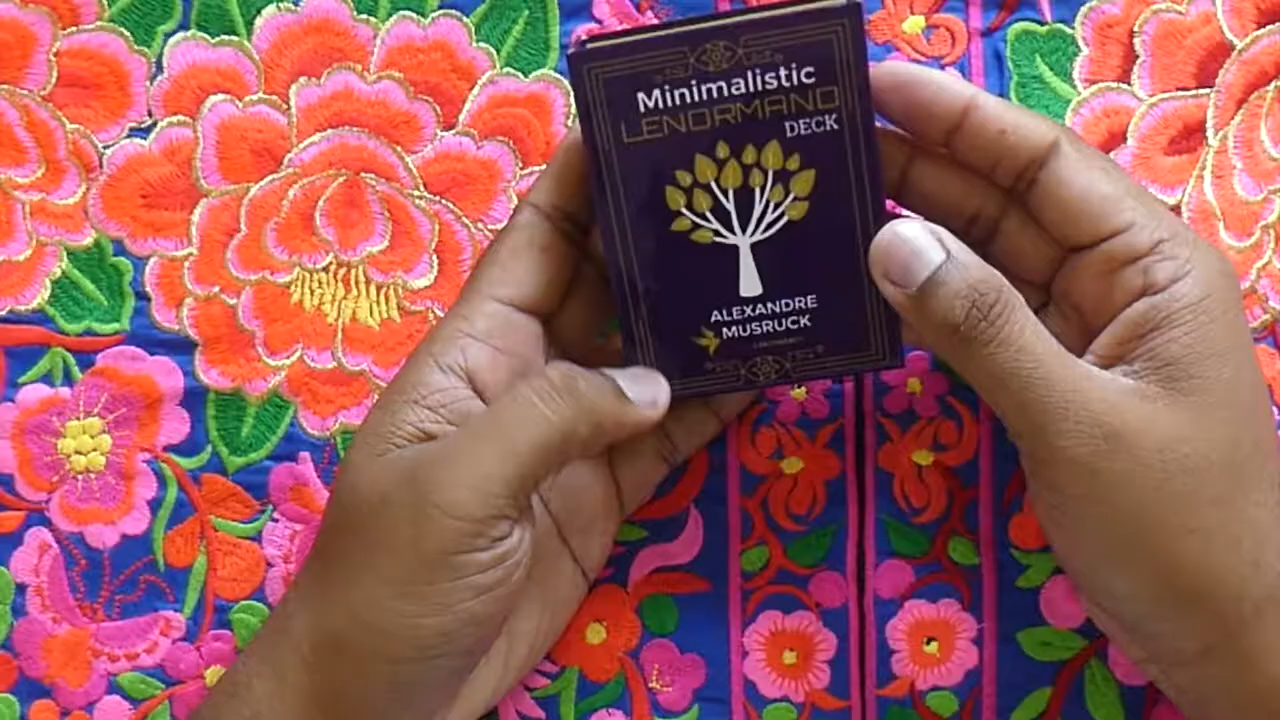 Minimalistic
LENORMAND
DECK
ALEXANDRE
MUSRUCK